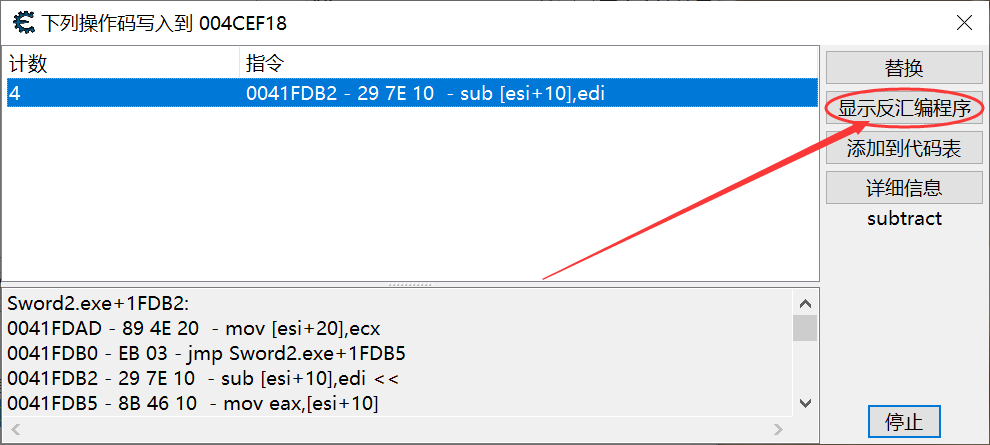 下列操作码写入到 004CEF18
计数 指令
4 0041FDB2 - 29 7E 10 - sub [esi+10],edi
替换
显示反汇编程序
添加到代码表
详细信息
subtract
Sword2.exe+1FDB2:
0041FDAD - 89 4E 20 - mov [esi+20],ecx
0041FDB0 - EB 03 - jmp Sword2.exe+1FDB5
0041FDB2 - 29 7E 10 - sub [esi+10],edi <<
0041FDB5 - 8B 46 10 - mov eax,[esi+10]
停止